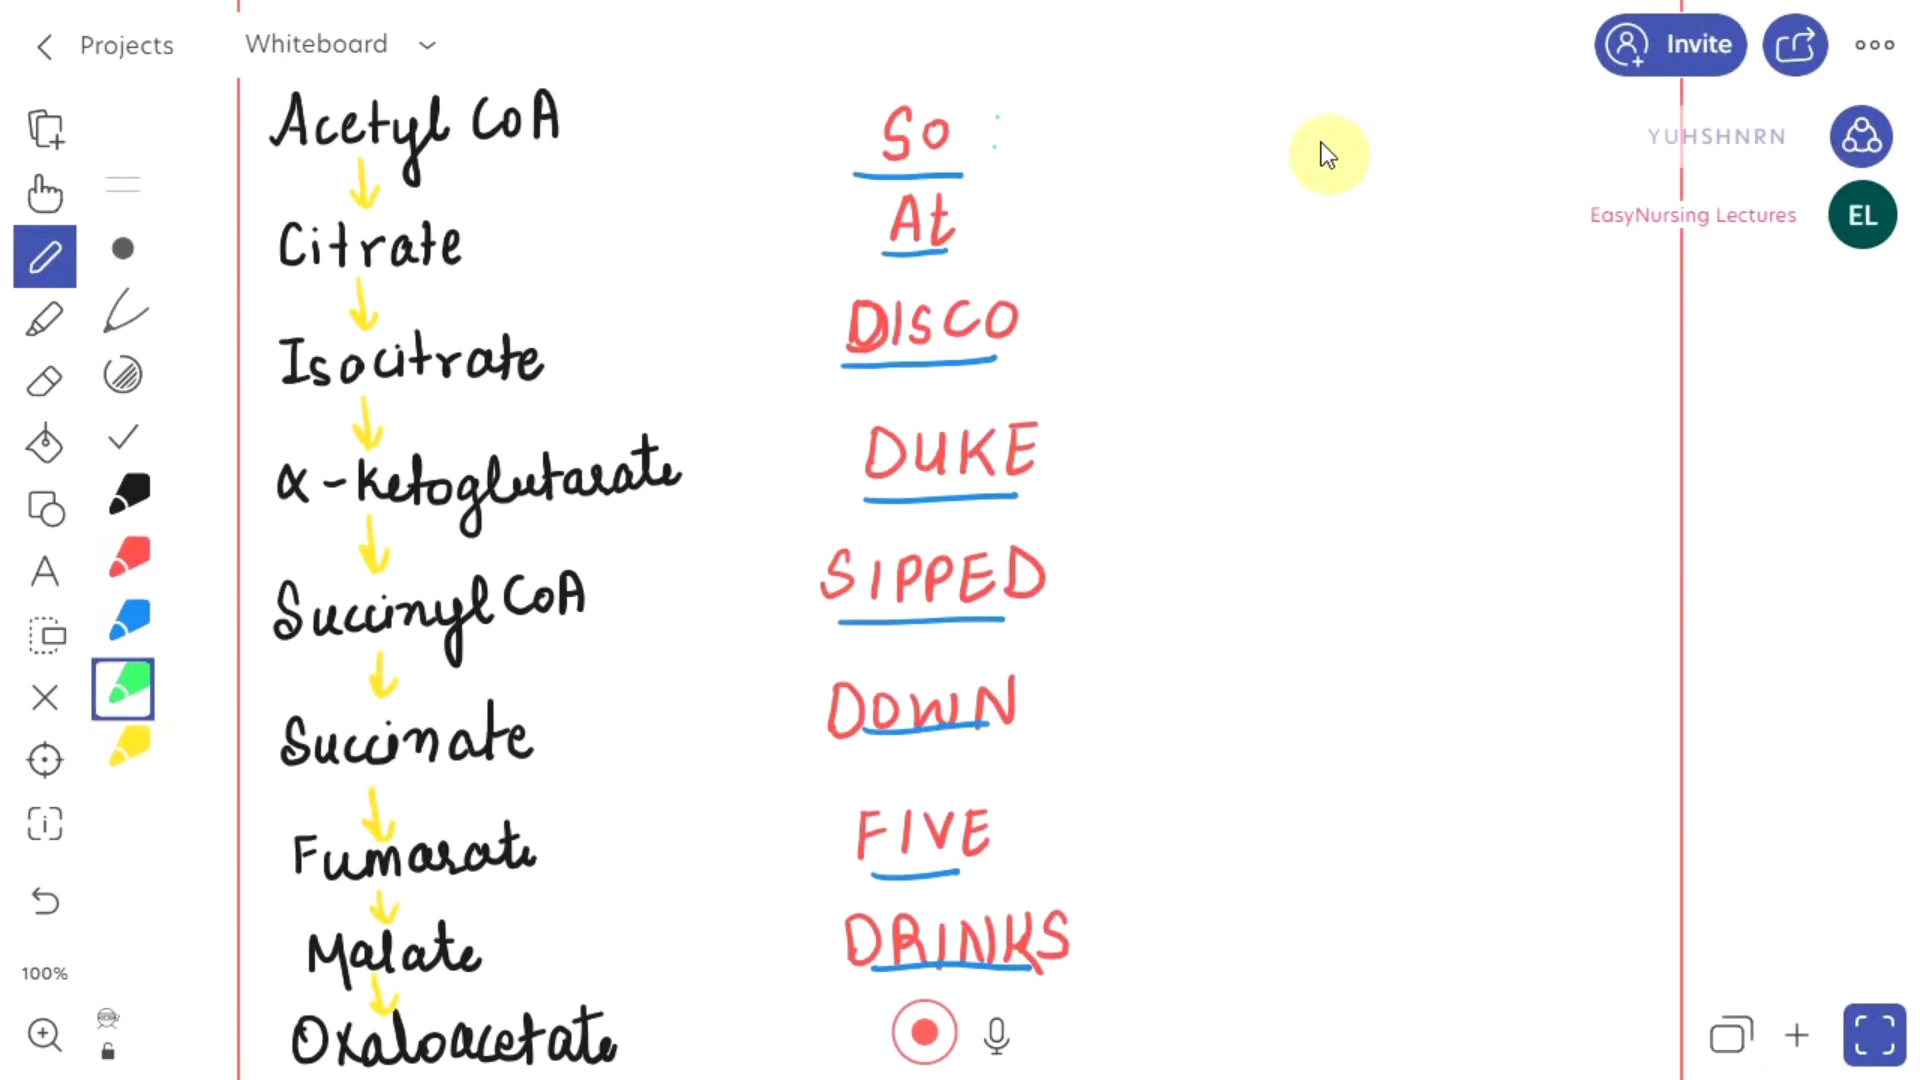 Projects
Whiteboard
Invite
YUHSHNRN
EasyNursing Lectures
EL
Acetyl CoA
Citrate
Isocitrate
α-ketoglutarate
Succinyl CoA
Succinate
Fumarate
Malate
Oxaloacetate
So :
At
DISCO
DUKE
SIPPED
DOWN
FIVE
DRINKS
A
100%